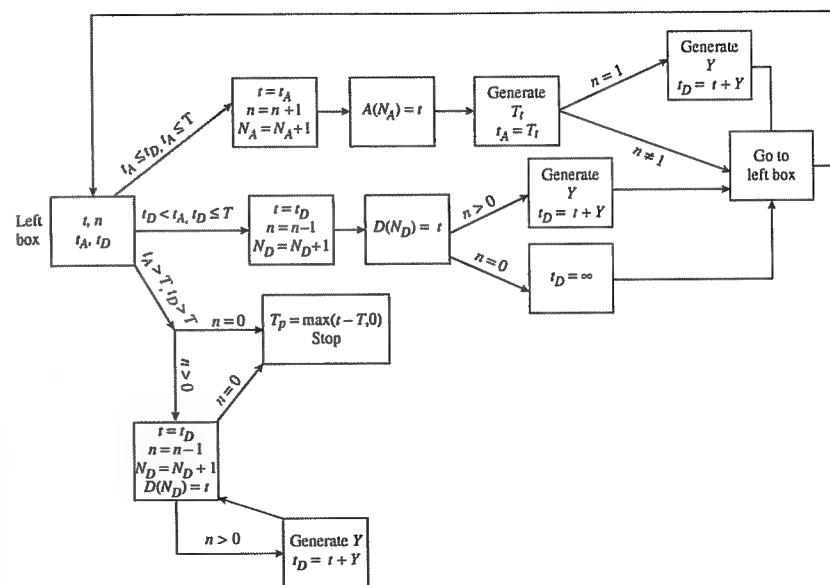 Generate
Y
t_D = t + Y
n = 1
t = t_A
n = n + 1
N_A = N_A + 1
A(N_A) = t
Generate
T_t
t_A = T_t
t_A ≤ t_D, t_A ≤ T
n ≠ 1
Go to
left box
Left
box
t, n
t_A, t_D
t_D < t_A, t_D ≤ T
t = t_D
n = n−1
N_D = N_D + 1
D(N_D) = t
n > 0
Generate
Y
t_D = t + Y
n = 0
t_D = ∞
t_A > T, t_D > T
n = 0
T_p = max(t − T, 0)
Stop
n > 0
n = 0
t = t_D
n = n−1
N_D = N_D + 1
D(N_D) = t
n > 0
Generate Y
t_D = t + Y